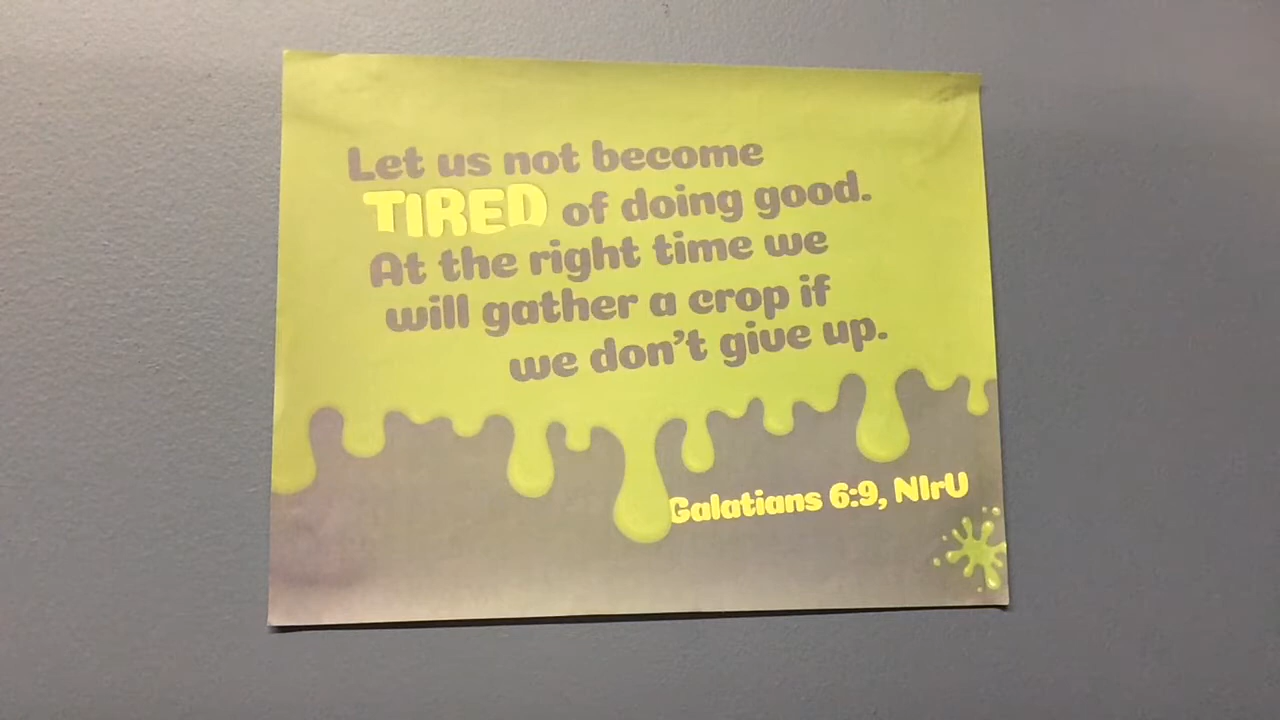 Let us not become
TIRED of doing good.
At the right time we
will gather a crop if
we don't give up.
Galatians 6:9, NIrU